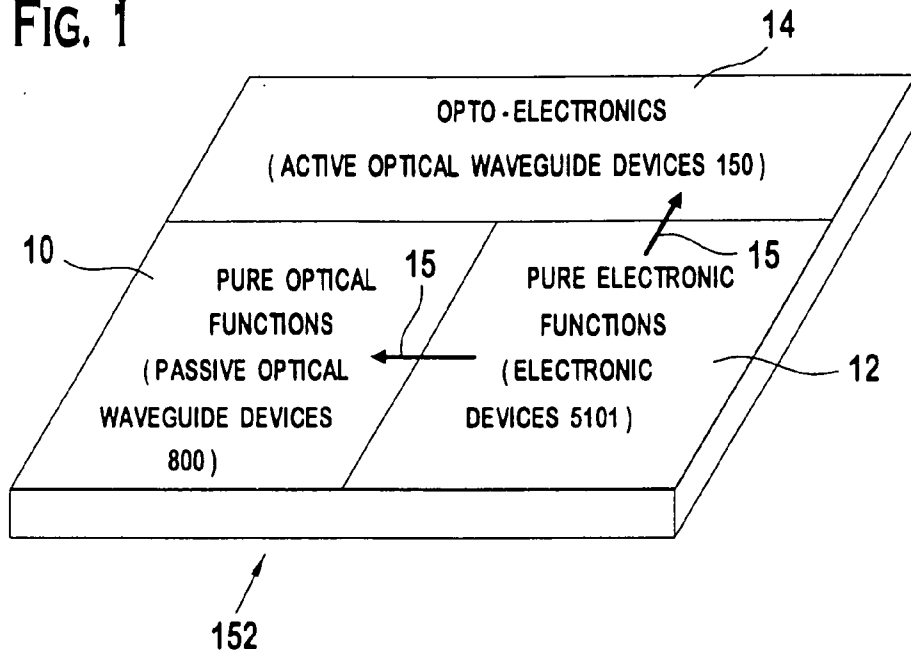 FIG. 1
14
OPTO - ELECTRONICS
( ACTIVE OPTICAL WAVEGUIDE DEVICES 150 )
10
15
15
PURE OPTICAL
FUNCTIONS
( PASSIVE OPTICAL
WAVEGUIDE DEVICES
800 )
PURE ELECTRONIC
FUNCTIONS
( ELECTRONIC
DEVICES 5101 )
12
152